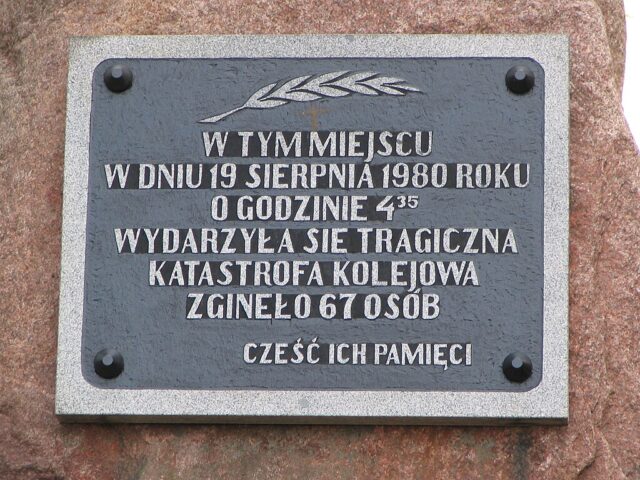 W TYM MIEJSCU
W DNIU 19 SIERPNIA 1980 ROKU
O GODZINIE 4³⁵
WYDARZYŁA SIE TRAGICZNA
KATASTROFA KOLEJOWA
ZGINEŁO 67 OSÓB
CZEŚĆ ICH PAMIĘCI